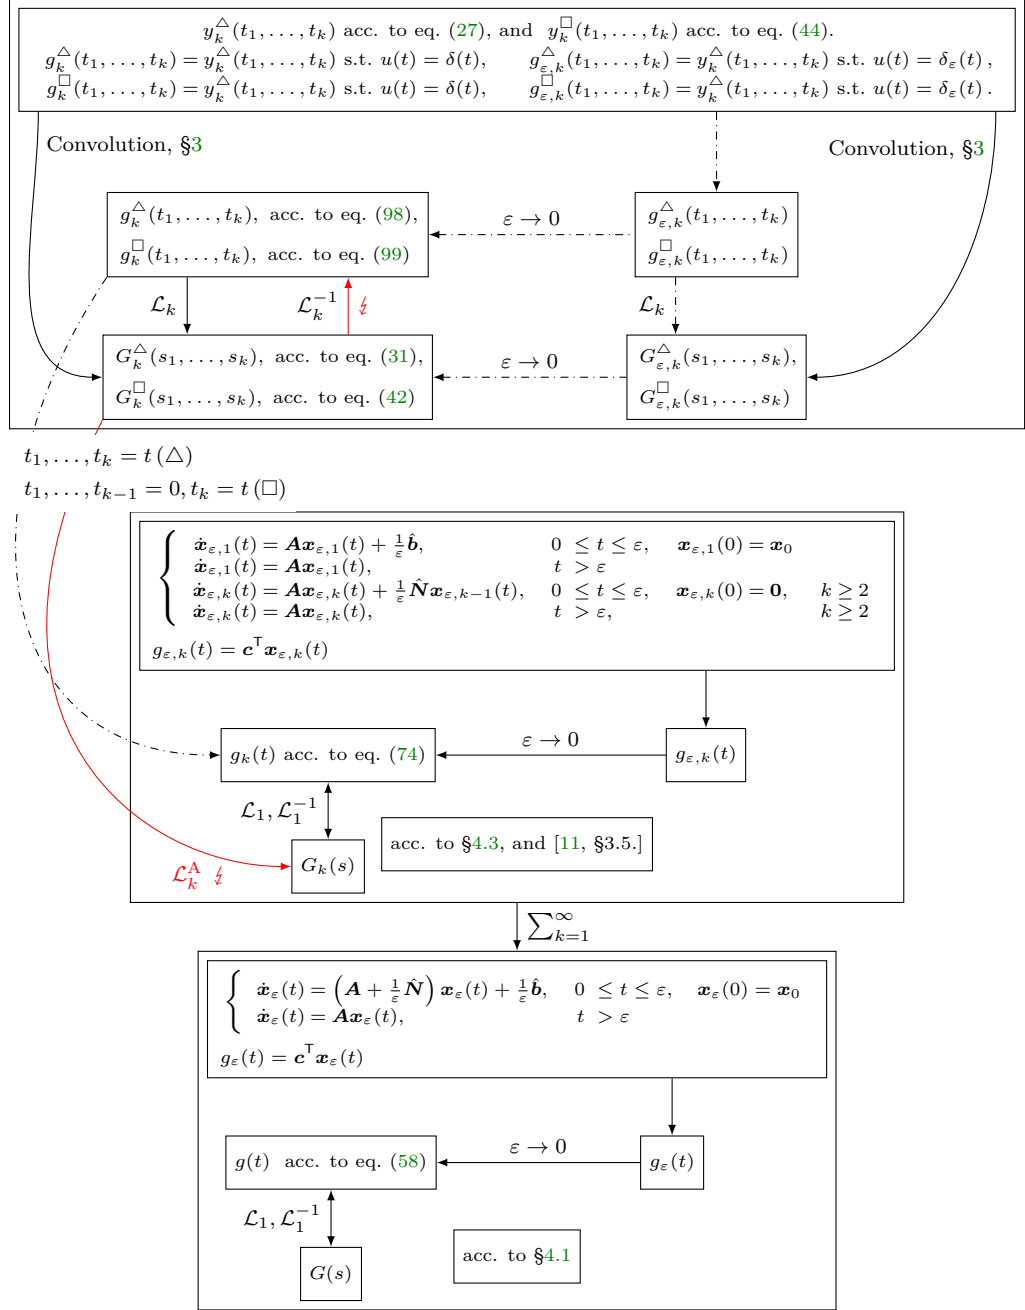 y_k^△(t_1, …, t_k) acc. to eq. (27), and y_k^□(t_1, …, t_k) acc. to eq. (44).
g_k^△(t_1, …, t_k) = y_k^△(t_1, …, t_k) s.t. u(t) = δ(t), g_{ε,k}^△(t_1, …, t_k) = y_k^△(t_1, …, t_k) s.t. u(t) = δ_ε(t) ,
g_k^□(t_1, …, t_k) = y_k^△(t_1, …, t_k) s.t. u(t) = δ(t), g_{ε,k}^□(t_1, …, t_k) = y_k^△(t_1, …, t_k) s.t. u(t) = δ_ε(t) .
Convolution, §3
Convolution, §3
g_k^△(t_1, …, t_k), acc. to eq. (98),
g_k^□(t_1, …, t_k), acc. to eq. (99)
ε → 0
g_{ε,k}^△(t_1, …, t_k)
g_{ε,k}^□(t_1, …, t_k)
ℒ_k
ℒ_k^{-1} ↯
ℒ_k
G_k^△(s_1, …, s_k), acc. to eq. (31),
G_k^□(s_1, …, s_k), acc. to eq. (42)
ε → 0
G_{ε,k}^△(s_1, …, s_k),
G_{ε,k}^□(s_1, …, s_k)
t_1, …, t_k = t (△)
t_1, …, t_{k−1} = 0, t_k = t (□)
{ ẋ_{ε,1}(t) = Ax_{ε,1}(t) + 1/ε b̂, 0 ≤ t ≤ ε, x_{ε,1}(0) = x_0
ẋ_{ε,1}(t) = Ax_{ε,1}(t), t > ε
ẋ_{ε,k}(t) = Ax_{ε,k}(t) + 1/ε N̂x_{ε,k−1}(t), 0 ≤ t ≤ ε, x_{ε,k}(0) = 0, k ≥ 2
ẋ_{ε,k}(t) = Ax_{ε,k}(t), t > ε, k ≥ 2
g_{ε,k}(t) = c^T x_{ε,k}(t)
g_k(t) acc. to eq. (74)
ε → 0
g_{ε,k}(t)
ℒ_1, ℒ_1^{-1}
acc. to §4.3, and [11, §3.5.]
G_k(s)
ℒ_k^A ↯
∑_{k=1}^∞
{ ẋ_ε(t) = (A + 1/ε N̂) x_ε(t) + 1/ε b̂, 0 ≤ t ≤ ε, x_ε(0) = x_0
ẋ_ε(t) = Ax_ε(t), t > ε
g_ε(t) = c^T x_ε(t)
g(t) acc. to eq. (58)
ε → 0
g_ε(t)
ℒ_1, ℒ_1^{-1}
acc. to §4.1
G(s)